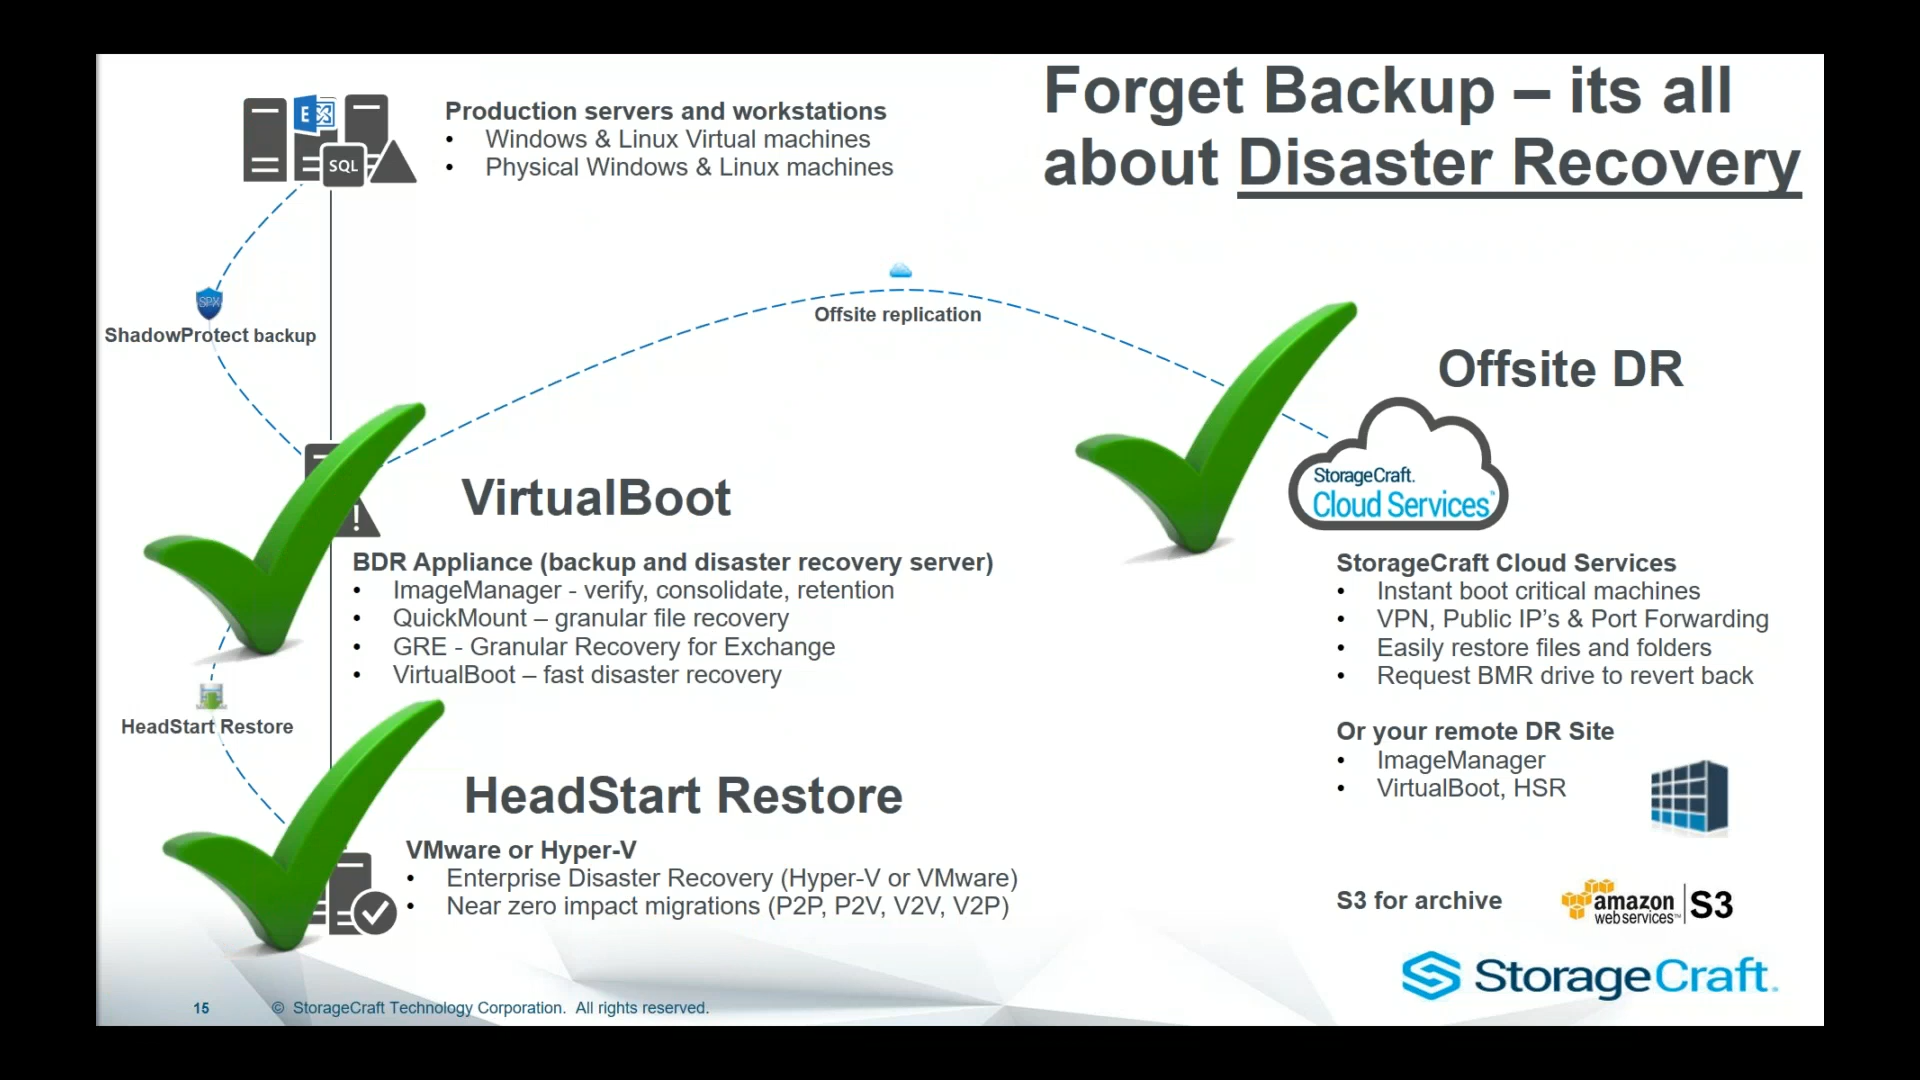 Forget Backup – its all
about Disaster Recovery
E
SQL
Production servers and workstations
• Windows & Linux Virtual machines
• Physical Windows & Linux machines
SPX
ShadowProtect backup
Offsite replication
!
VirtualBoot
BDR Appliance (backup and disaster recovery server)
• ImageManager - verify, consolidate, retention
• QuickMount – granular file recovery
• GRE - Granular Recovery for Exchange
• VirtualBoot – fast disaster recovery
HeadStart Restore
HeadStart Restore
VMware or Hyper-V
• Enterprise Disaster Recovery (Hyper-V or VMware)
• Near zero impact migrations (P2P, P2V, V2V, V2P)
Offsite DR
StorageCraft.
Cloud Services™
StorageCraft Cloud Services
• Instant boot critical machines
• VPN, Public IP’s & Port Forwarding
• Easily restore files and folders
• Request BMR drive to revert back
Or your remote DR Site
• ImageManager
• VirtualBoot, HSR
S3 for archive
amazon
webservices™
S3
StorageCraft.
15
© StorageCraft Technology Corporation. All rights reserved.